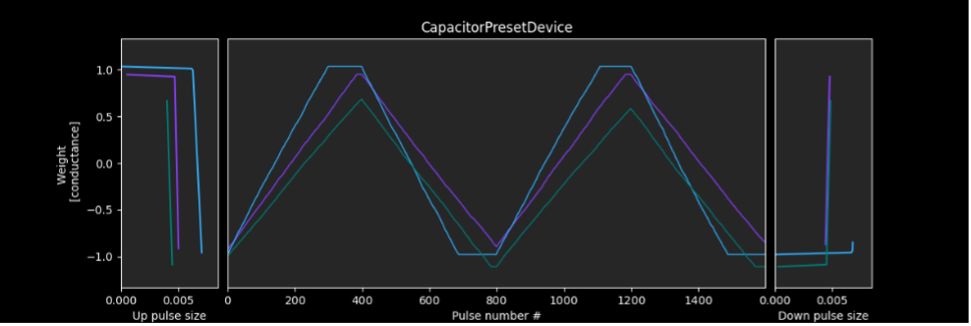 CapacitorPresetDevice
Weight
[conductance]
1.0
0.5
0.0
−0.5
−1.0
0.000 0.005
0 200 400 600 800 1000 1200 1400
0.000 0.005
Up pulse size
Pulse number #
Down pulse size